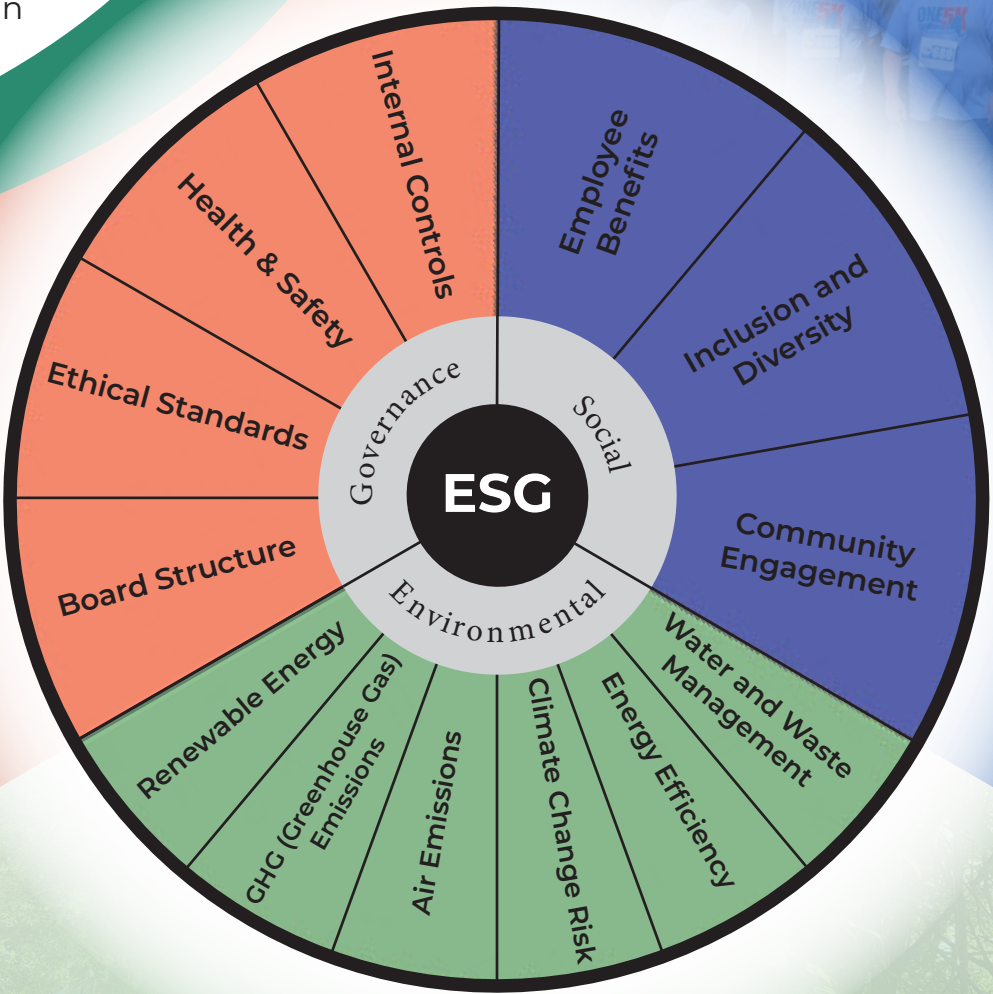 n
ESG
Social
Employee
Benefits
Inclusion and
Diversity
Community
Engagement
Environmental
Water and Waste
Management
Energy Efficiency
Climate Change Risk
Air Emissions
GHG (Greenhouse Gas)
Emissions
Renewable Energy
Governance
Board Structure
Ethical Standards
Health & Safety
Internal Controls